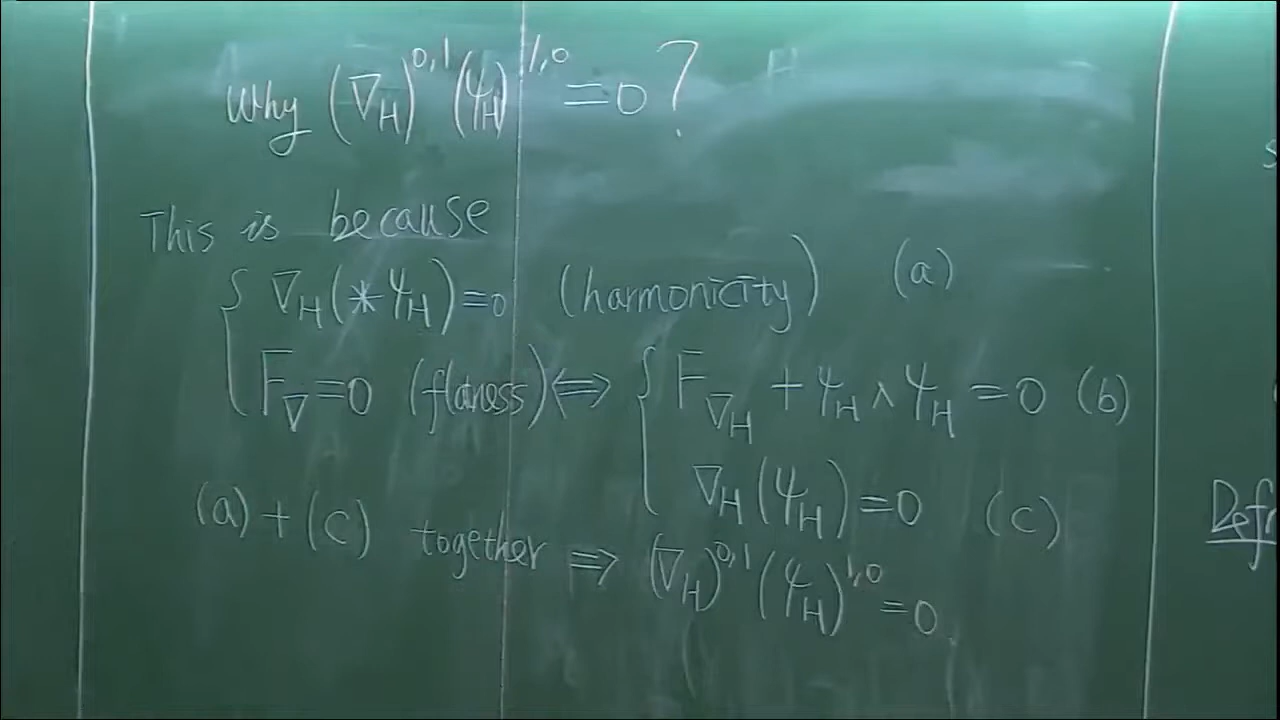 Why (∇_H)^{0,1} (ψ_H)^{1,0} = 0 ?
This is because
{ ∇_H(*ψ_H) = 0 (harmonicity) (a)
F_∇ = 0 (flatness) ⇔ { F_{∇_H} + ψ_H ∧ ψ_H = 0 (b)
∇_H(ψ_H) = 0 (c)
(a) + (c) together ⇒ (∇_H)^{0,1} (ψ_H)^{1,0} = 0.